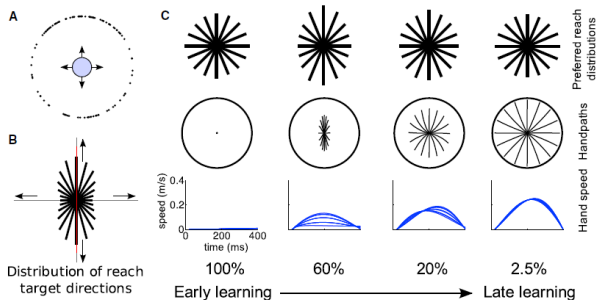 A
B
Distribution of reach
target directions
C
Preferred reach
distributions
Handpaths
Hand speed
speed (m/s)
0.4
0.2
0
0 200 400
time (ms)
100% 60% 20% 2.5%
Early learning Late learning